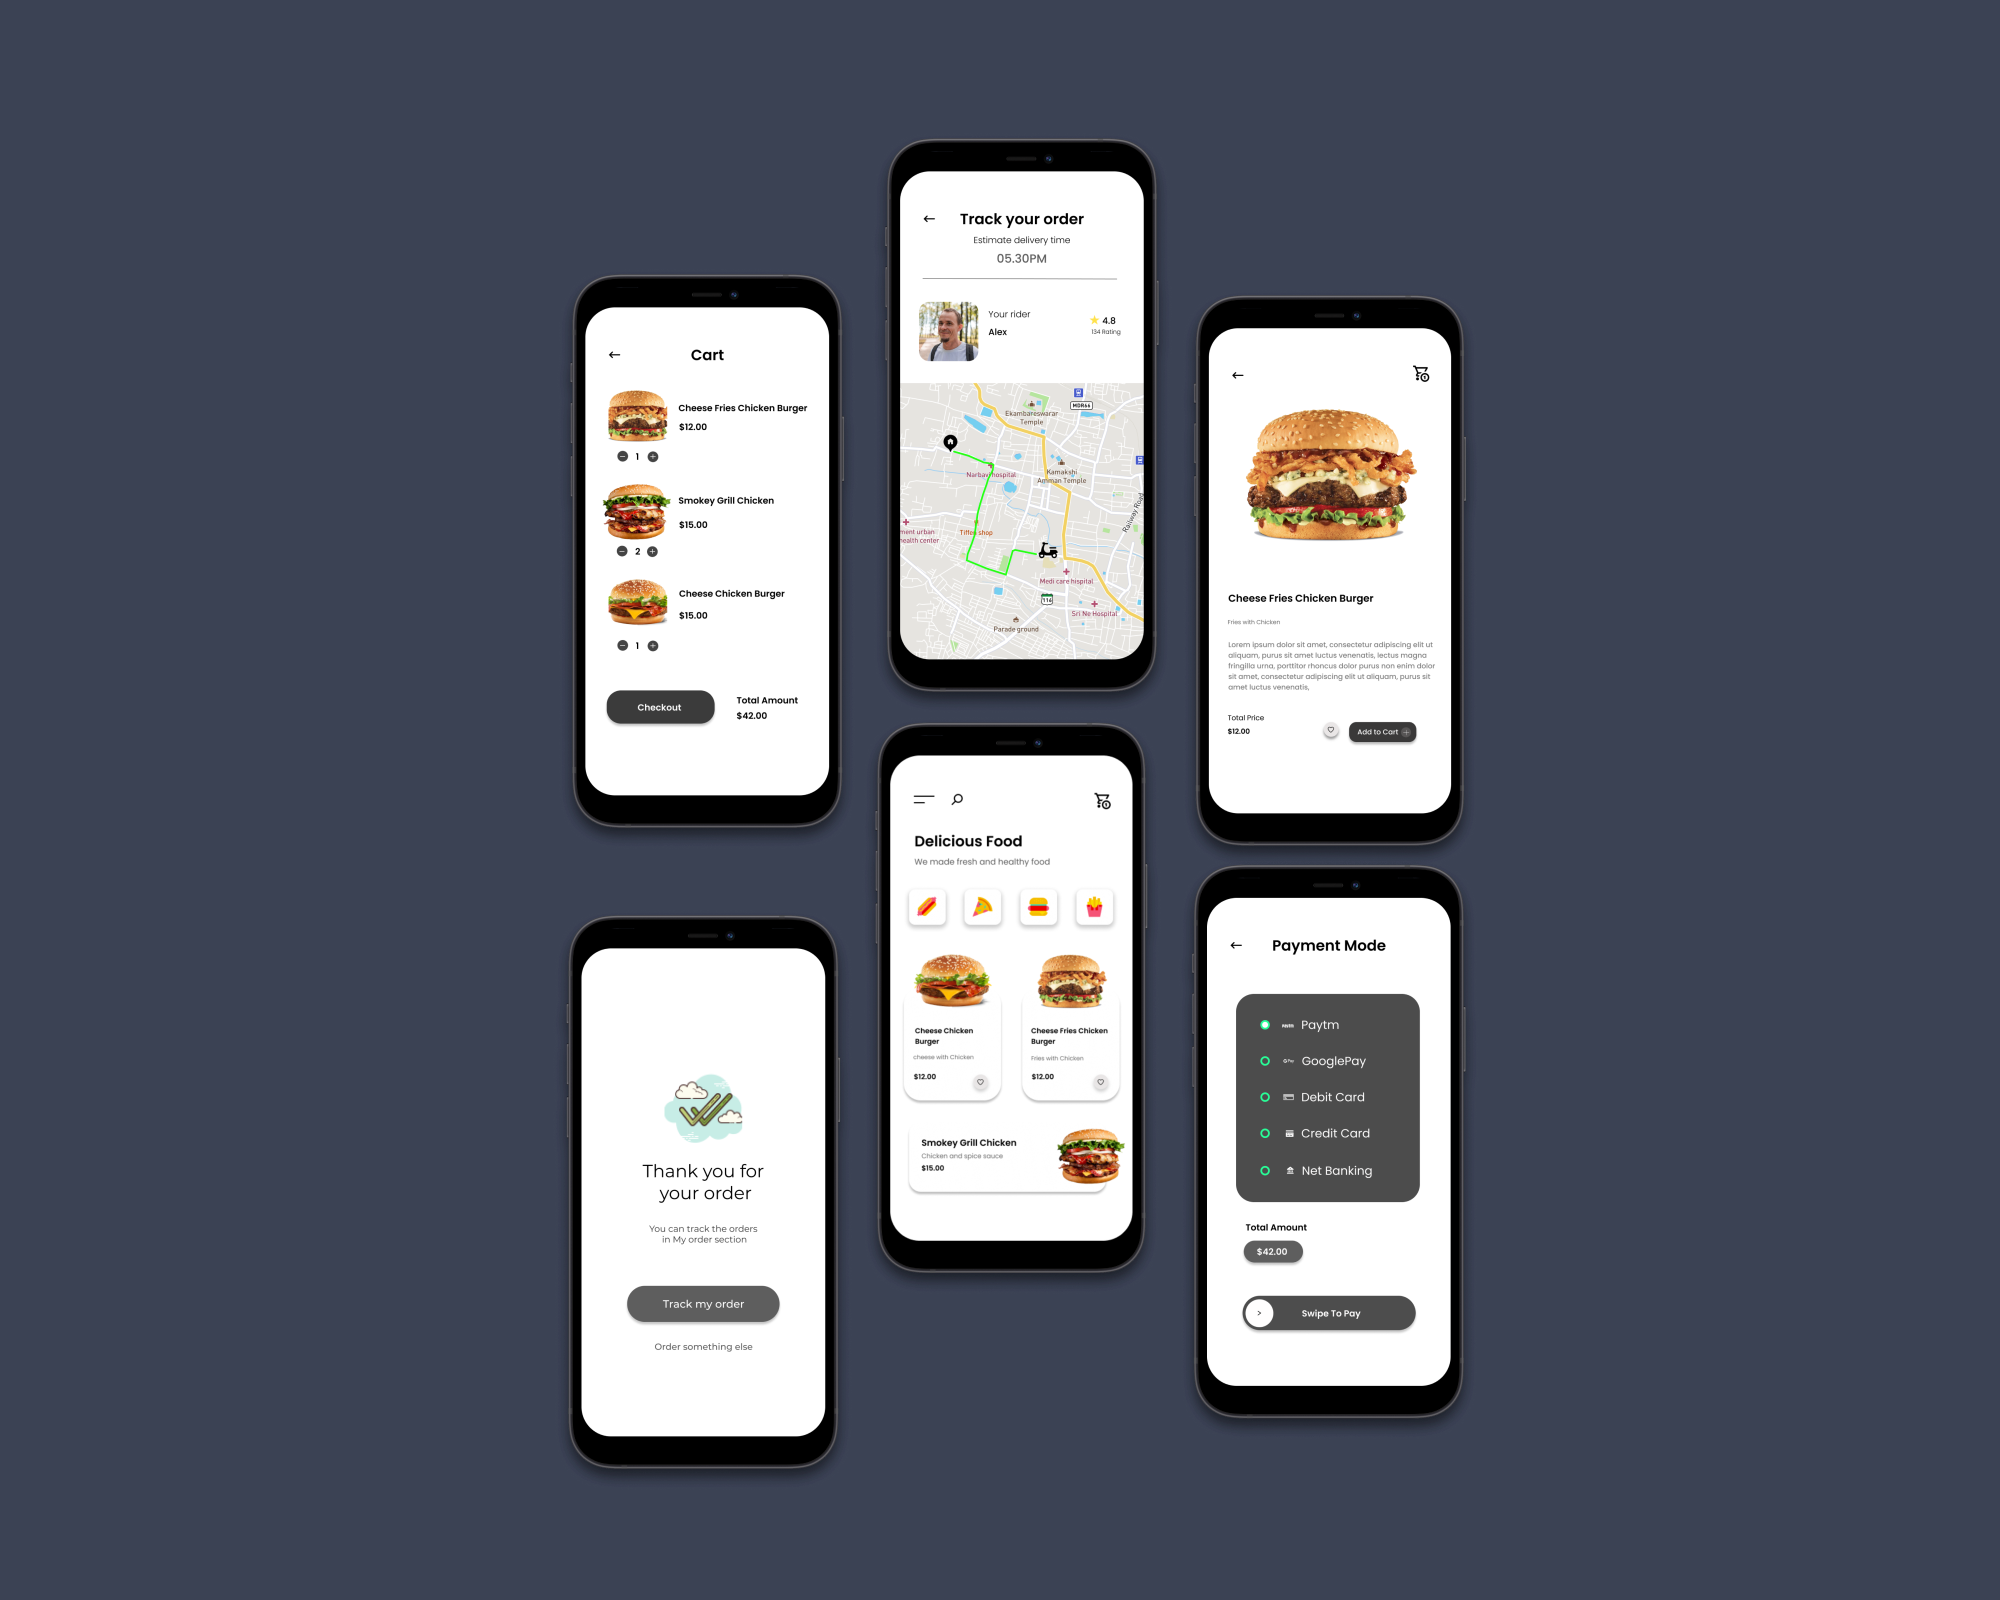 Cart
Cheese Fries Chicken Burger
$12.00
1
Smokey Grill Chicken
$15.00
2
Cheese Chicken Burger
$15.00
1
Checkout
Total Amount
$42.00
Track your order
Estimate delivery time
05.30PM
Your rider
Alex
4.8
134 Rating
MDR66
Ekambareswarar
Temple
Narbavi hospital
Kamakshi
Amman Temple
Railway Road
ment urban
health center
Tiffen shop
Medi care hispital
116
Sri Ne Hospital
Parade ground
Cheese Fries Chicken Burger
Fries with Chicken
Lorem ipsum dolor sit amet, consectetur adipiscing elit ut
aliquam, purus sit amet luctus venenatis, lectus magna
fringilla urna, porttitor rhoncus dolor purus non enim dolor
sit amet, consectetur adipiscing elit ut aliquam, purus sit
amet luctus venenatis,
Total Price
$12.00
Add to Cart
Delicious Food
We made fresh and healthy food
Cheese Chicken
Burger
cheese with Chicken
$12.00
Cheese Fries Chicken
Burger
Fries with Chicken
$12.00
Smokey Grill Chicken
Chicken and spice sauce
$15.00
Thank you for
your order
You can track the orders
in My order section
Track my order
Order something else
Payment Mode
Paytm
G Pay GooglePay
Debit Card
Credit Card
Net Banking
Total Amount
$42.00
> Swipe To Pay